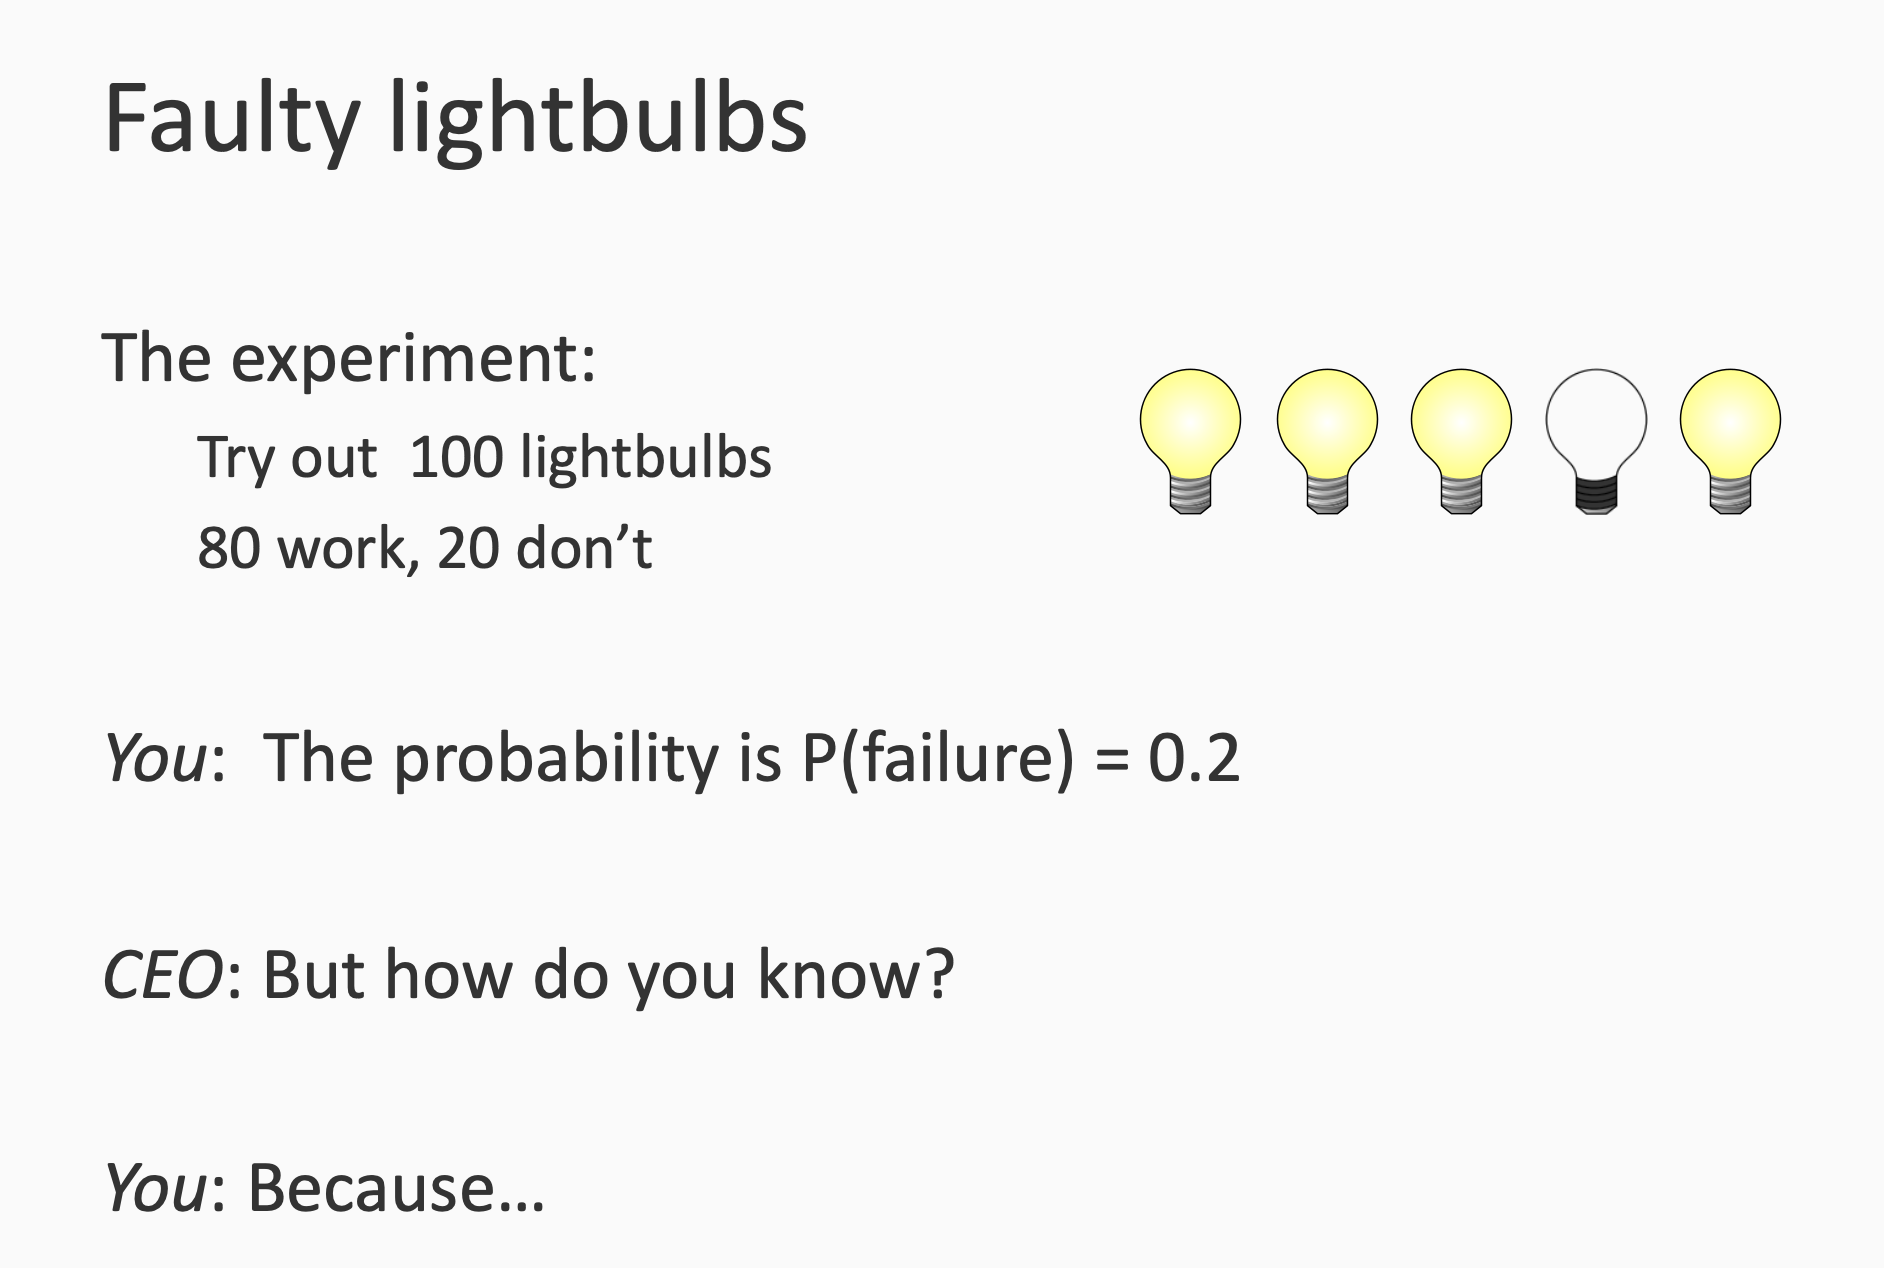 Faulty lightbulbs
The experiment:
Try out 100 lightbulbs
80 work, 20 don’t
You: The probability is P(failure) = 0.2
CEO: But how do you know?
You: Because…